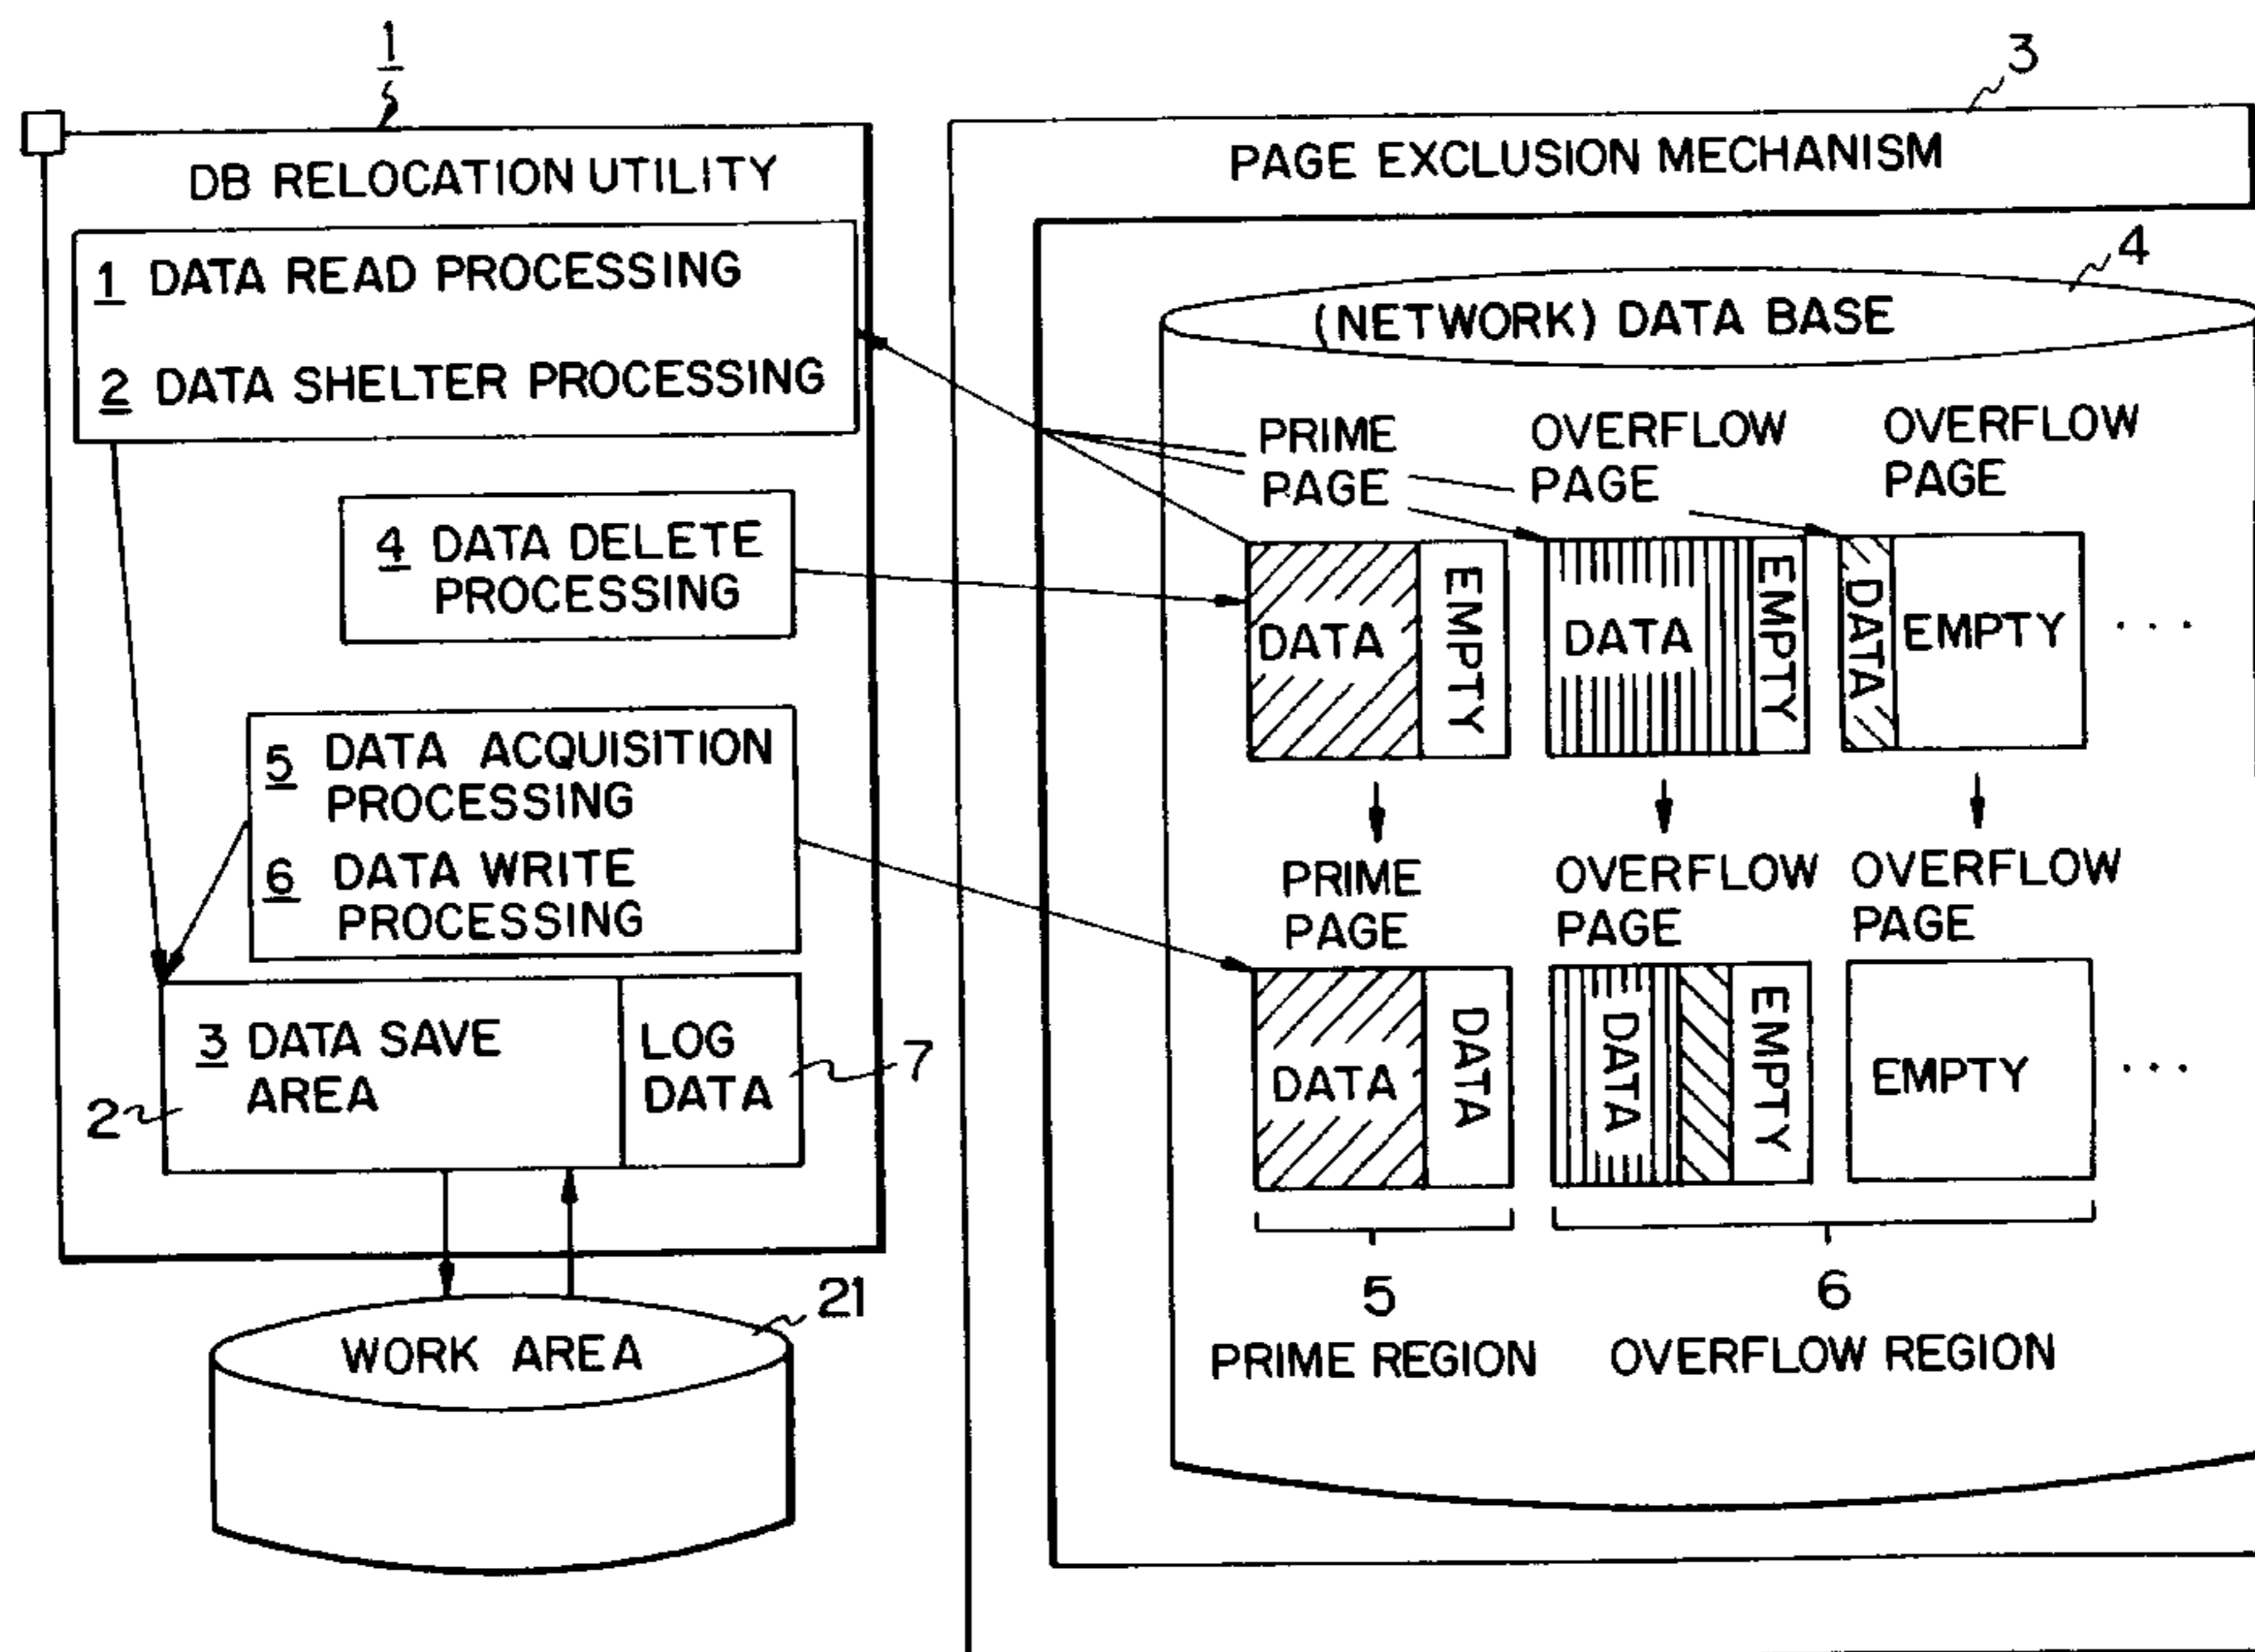 1
DB RELOCATION UTILITY
1 DATA READ PROCESSING
2 DATA SHELTER PROCESSING
4 DATA DELETE
PROCESSING
5 DATA ACQUISITION
PROCESSING
6 DATA WRITE
PROCESSING
3 DATA SAVE
AREA
LOG
DATA
2
7
21
WORK AREA
3
PAGE EXCLUSION MECHANISM
4
(NETWORK) DATA BASE
PRIME
PAGE
OVERFLOW
PAGE
OVERFLOW
PAGE
DATA
EMPTY
DATA
EMPTY
DATA
EMPTY
...
PRIME
PAGE
OVERFLOW
PAGE
OVERFLOW
PAGE
DATA
DATA
DATA
EMPTY
EMPTY
...
5
PRIME REGION
6
OVERFLOW REGION